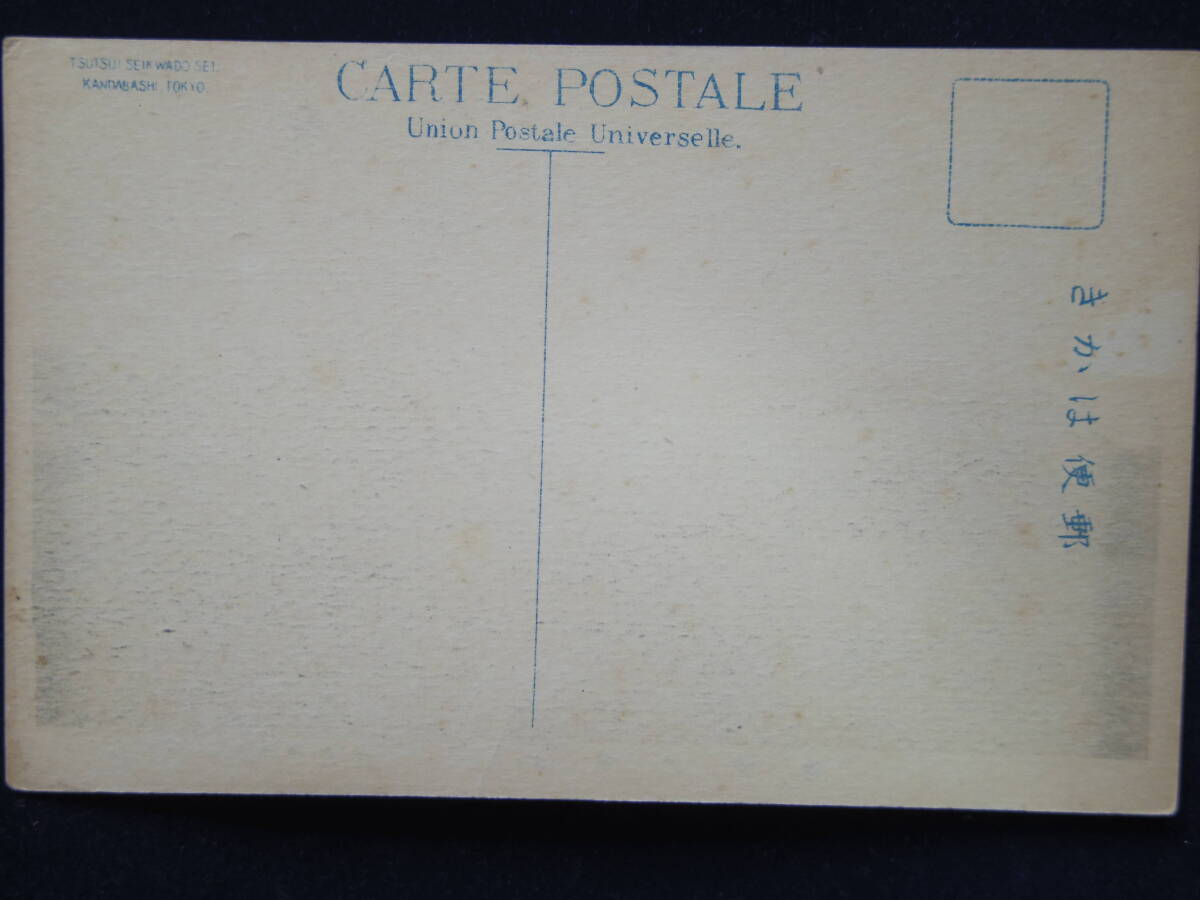 TSUTSUI SEIKWADO SEI.
KANDABASHI TOKYO.
CARTE POSTALE
Union Postale Universelle.
きかは便郵